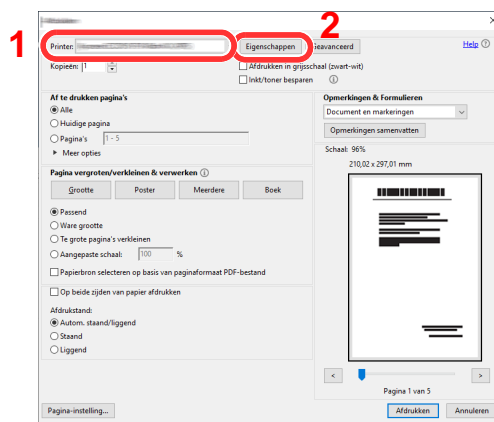 1
2
Printer:
Eigenschappen
Geavanceerd
Help
Kopieën: 1
Afdrukken in grijsschaal (zwart-wit)
Inkt/toner besparen
Af te drukken pagina's
Alle
Huidige pagina
Pagina's 1 - 5
Meer opties
Opmerkingen & Formulieren
Document en markeringen
Opmerkingen samenvatten
Pagina vergroten/verkleinen & verwerken
Grootte Poster Meerdere Boek
Passend
Ware grootte
Te grote pagina's verkleinen
Aangepaste schaal: 100 %
Papierbron selecteren op basis van paginaformaat PDF-bestand
Op beide zijden van papier afdrukken
Afdrukstand:
Autom. staand/liggend
Staand
Liggend
Schaal: 96%
210,02 x 297,01 mm
< >
Pagina 1 van 5
Pagina-instelling...
Afdrukken
Annuleren